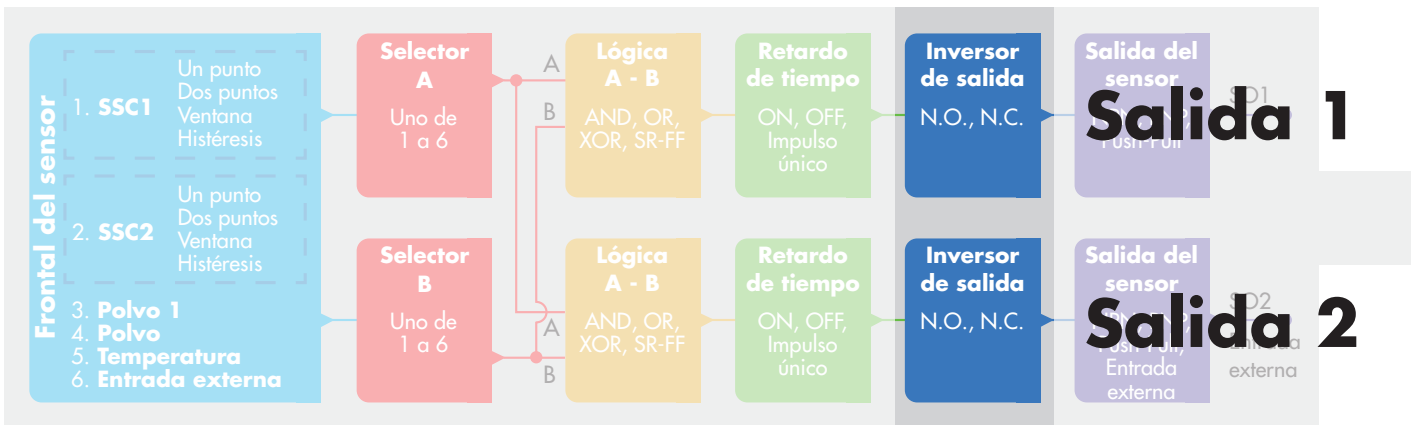 Frontal del sensor
1. SSC1
Un punto
Dos puntos
Ventana
Histéresis
2. SSC2
Un punto
Dos puntos
Ventana
Histéresis
3. Polvo 1
4. Polvo
5. Temperatura
6. Entrada externa
Selector
A
Uno de
1 a 6
Selector
B
Uno de
1 a 6
A
B
Lógica
A - B
AND, OR,
XOR, SR-FF
A
B
Lógica
A - B
AND, OR,
XOR, SR-FF
Retardo
de tiempo
ON, OFF,
Impulso
único
Retardo
de tiempo
ON, OFF,
Impulso
único
Inversor
de salida
N.O., N.C.
Inversor
de salida
N.O., N.C.
Salida del
sensor
Push-Pull
SO1
Salida 1
Salida del
sensor
Push-Pull,
Entrada
externa
SO2
Entrada
externa
Salida 2